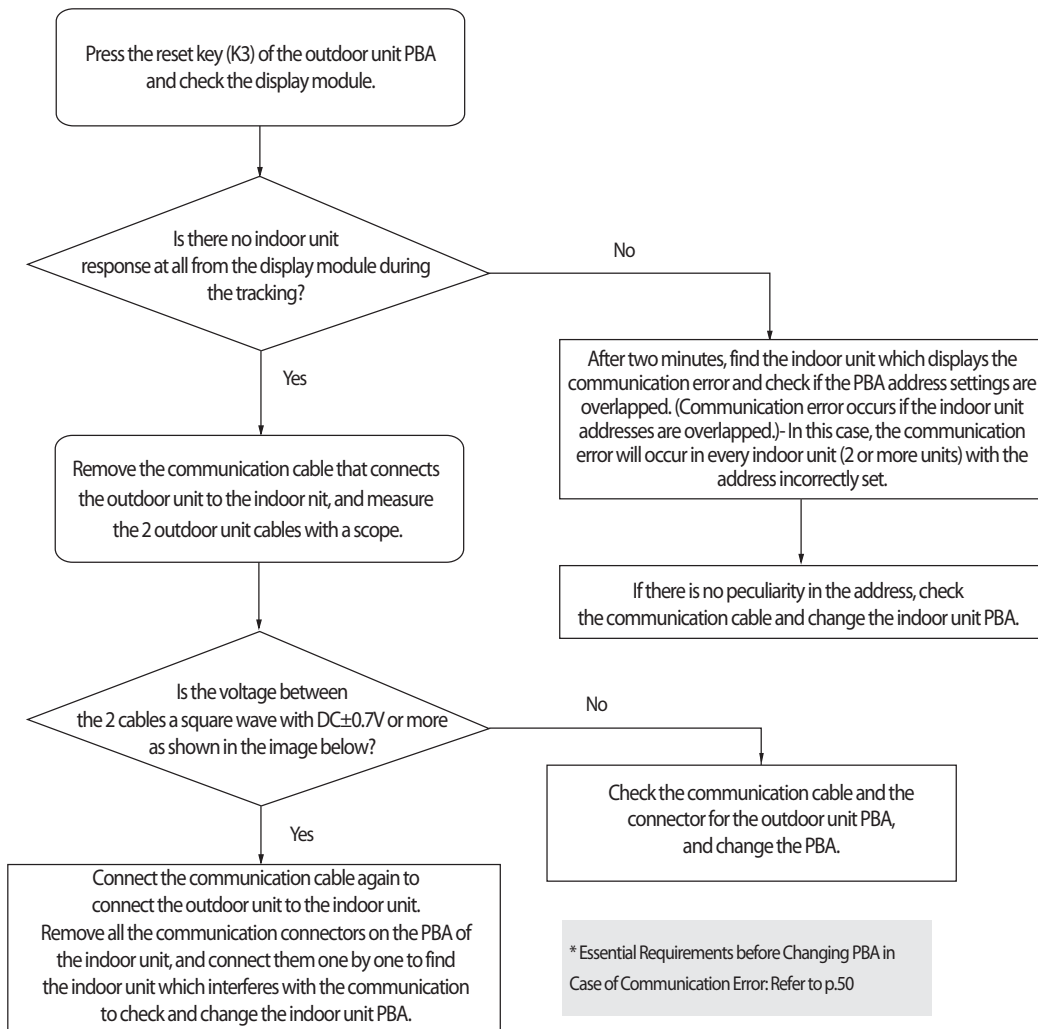 Press the reset key (K3) of the outdoor unit PBA
and check the display module.
Is there no indoor unit
response at all from the display module during
the tracking?
No
Yes
After two minutes, find the indoor unit which displays the
communication error and check if the PBA address settings are
overlapped. (Communication error occurs if the indoor unit
addresses are overlapped.)- In this case, the communication
error will occur in every indoor unit (2 or more units) with the
address incorrectly set.
If there is no peculiarity in the address, check
the communication cable and change the indoor unit PBA.
Remove the communication cable that connects
the outdoor unit to the indoor nit, and measure
the 2 outdoor unit cables with a scope.
Is the voltage between
the 2 cables a square wave with DC±0.7V or more
as shown in the image below?
No
Yes
Check the communication cable and the
connector for the outdoor unit PBA,
and change the PBA.
Connect the communication cable again to
connect the outdoor unit to the indoor unit.
Remove all the communication connectors on the PBA of
the indoor unit, and connect them one by one to find
the indoor unit which interferes with the communication
to check and change the indoor unit PBA.
* Essential Requirements before Changing PBA in
Case of Communication Error: Refer to p.50